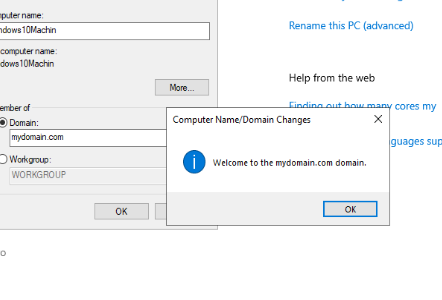 mputer name:
ndows10Machin
computer name:
dows10Machin
More...
ember of
Domain:
mydomain.com
Workgroup:
WORKGROUP
OK
Computer Name/Domain Changes
Welcome to the mydomain.com domain.
OK
Rename this PC (advanced)
Help from the web
Finding out how many cores my
guages sup